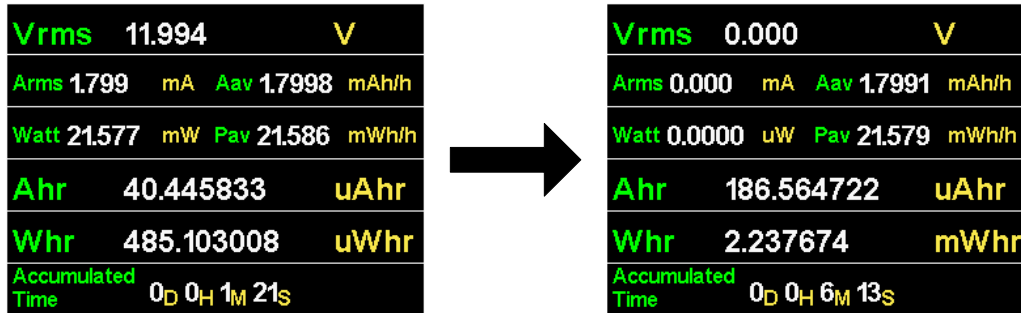 Vrms 11.994 V
Arms 1.799 mA Aav 1.7998 mAh/h
Watt 21.577 mW Pav 21.586 mWh/h
Ahr 40.445833 uAhr
Whr 485.103008 uWhr
Accumulated
Time 0D 0H 1M 21S
Vrms 0.000 V
Arms 0.000 mA Aav 1.7991 mAh/h
Watt 0.0000 uW Pav 21.579 mWh/h
Ahr 186.564722 uAhr
Whr 2.237674 mWhr
Accumulated
Time 0D 0H 6M 13S